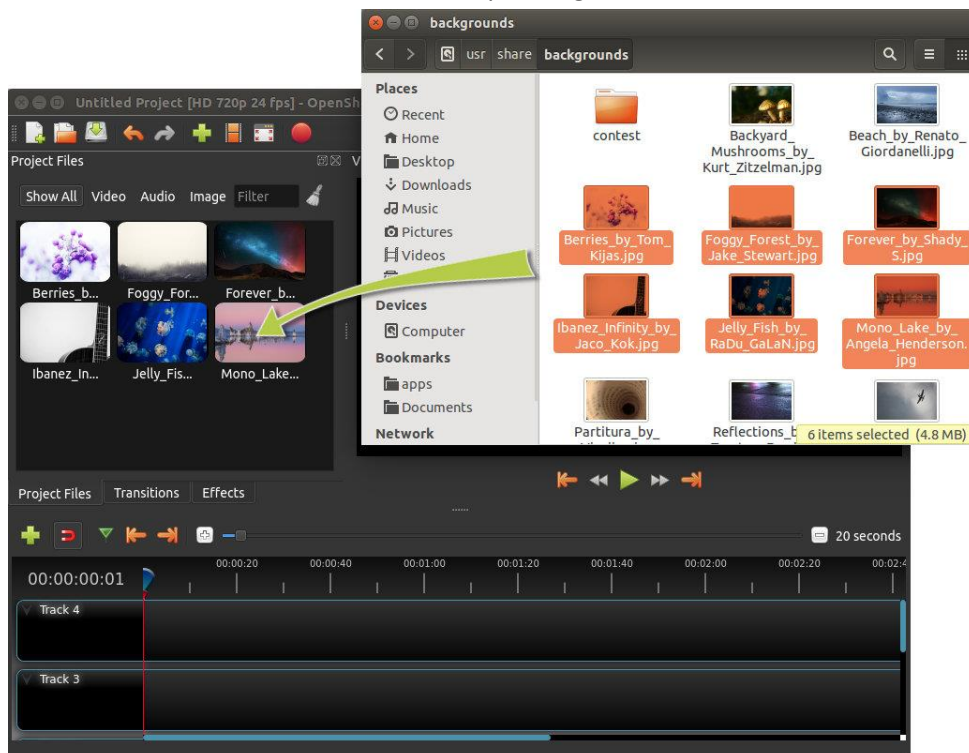 backgrounds
usr share backgrounds
Places
Recent
Home
Desktop
Downloads
Music
Pictures
Videos
Devices
Computer
Bookmarks
apps
Documents
Network
contest
Backyard_
Mushrooms_by_
Kurt_Zitzelman.jpg
Beach_by_Renato_
Giordanelli.jpg
Berries_by_Tom_
Kijas.jpg
Foggy_Forest_by_
Jake_Stewart.jpg
Forever_by_Shady_
S.jpg
Ibanez_Infinity_by_
Jaco_Kok.jpg
Jelly_Fish_by_
RaDu_GaLaN.jpg
Mono_Lake_by_
Angela_Henderson.
jpg
Partitura_by_
Reflections_b
6 items selected (4.8 MB)
Untitled Project [HD 720p 24 fps] - OpenSh
Project Files
V
Show All Video Audio Image Filter
Berries_b... Foggy_For... Forever_b...
Ibanez_In... Jelly_Fis... Mono_Lake...
Project Files Transitions Effects
20 seconds
00:00:00:01
00:00:20 00:00:40 00:01:00 00:01:20 00:01:40 00:02:00 00:02:20 00:02:4
Track 4
Track 3